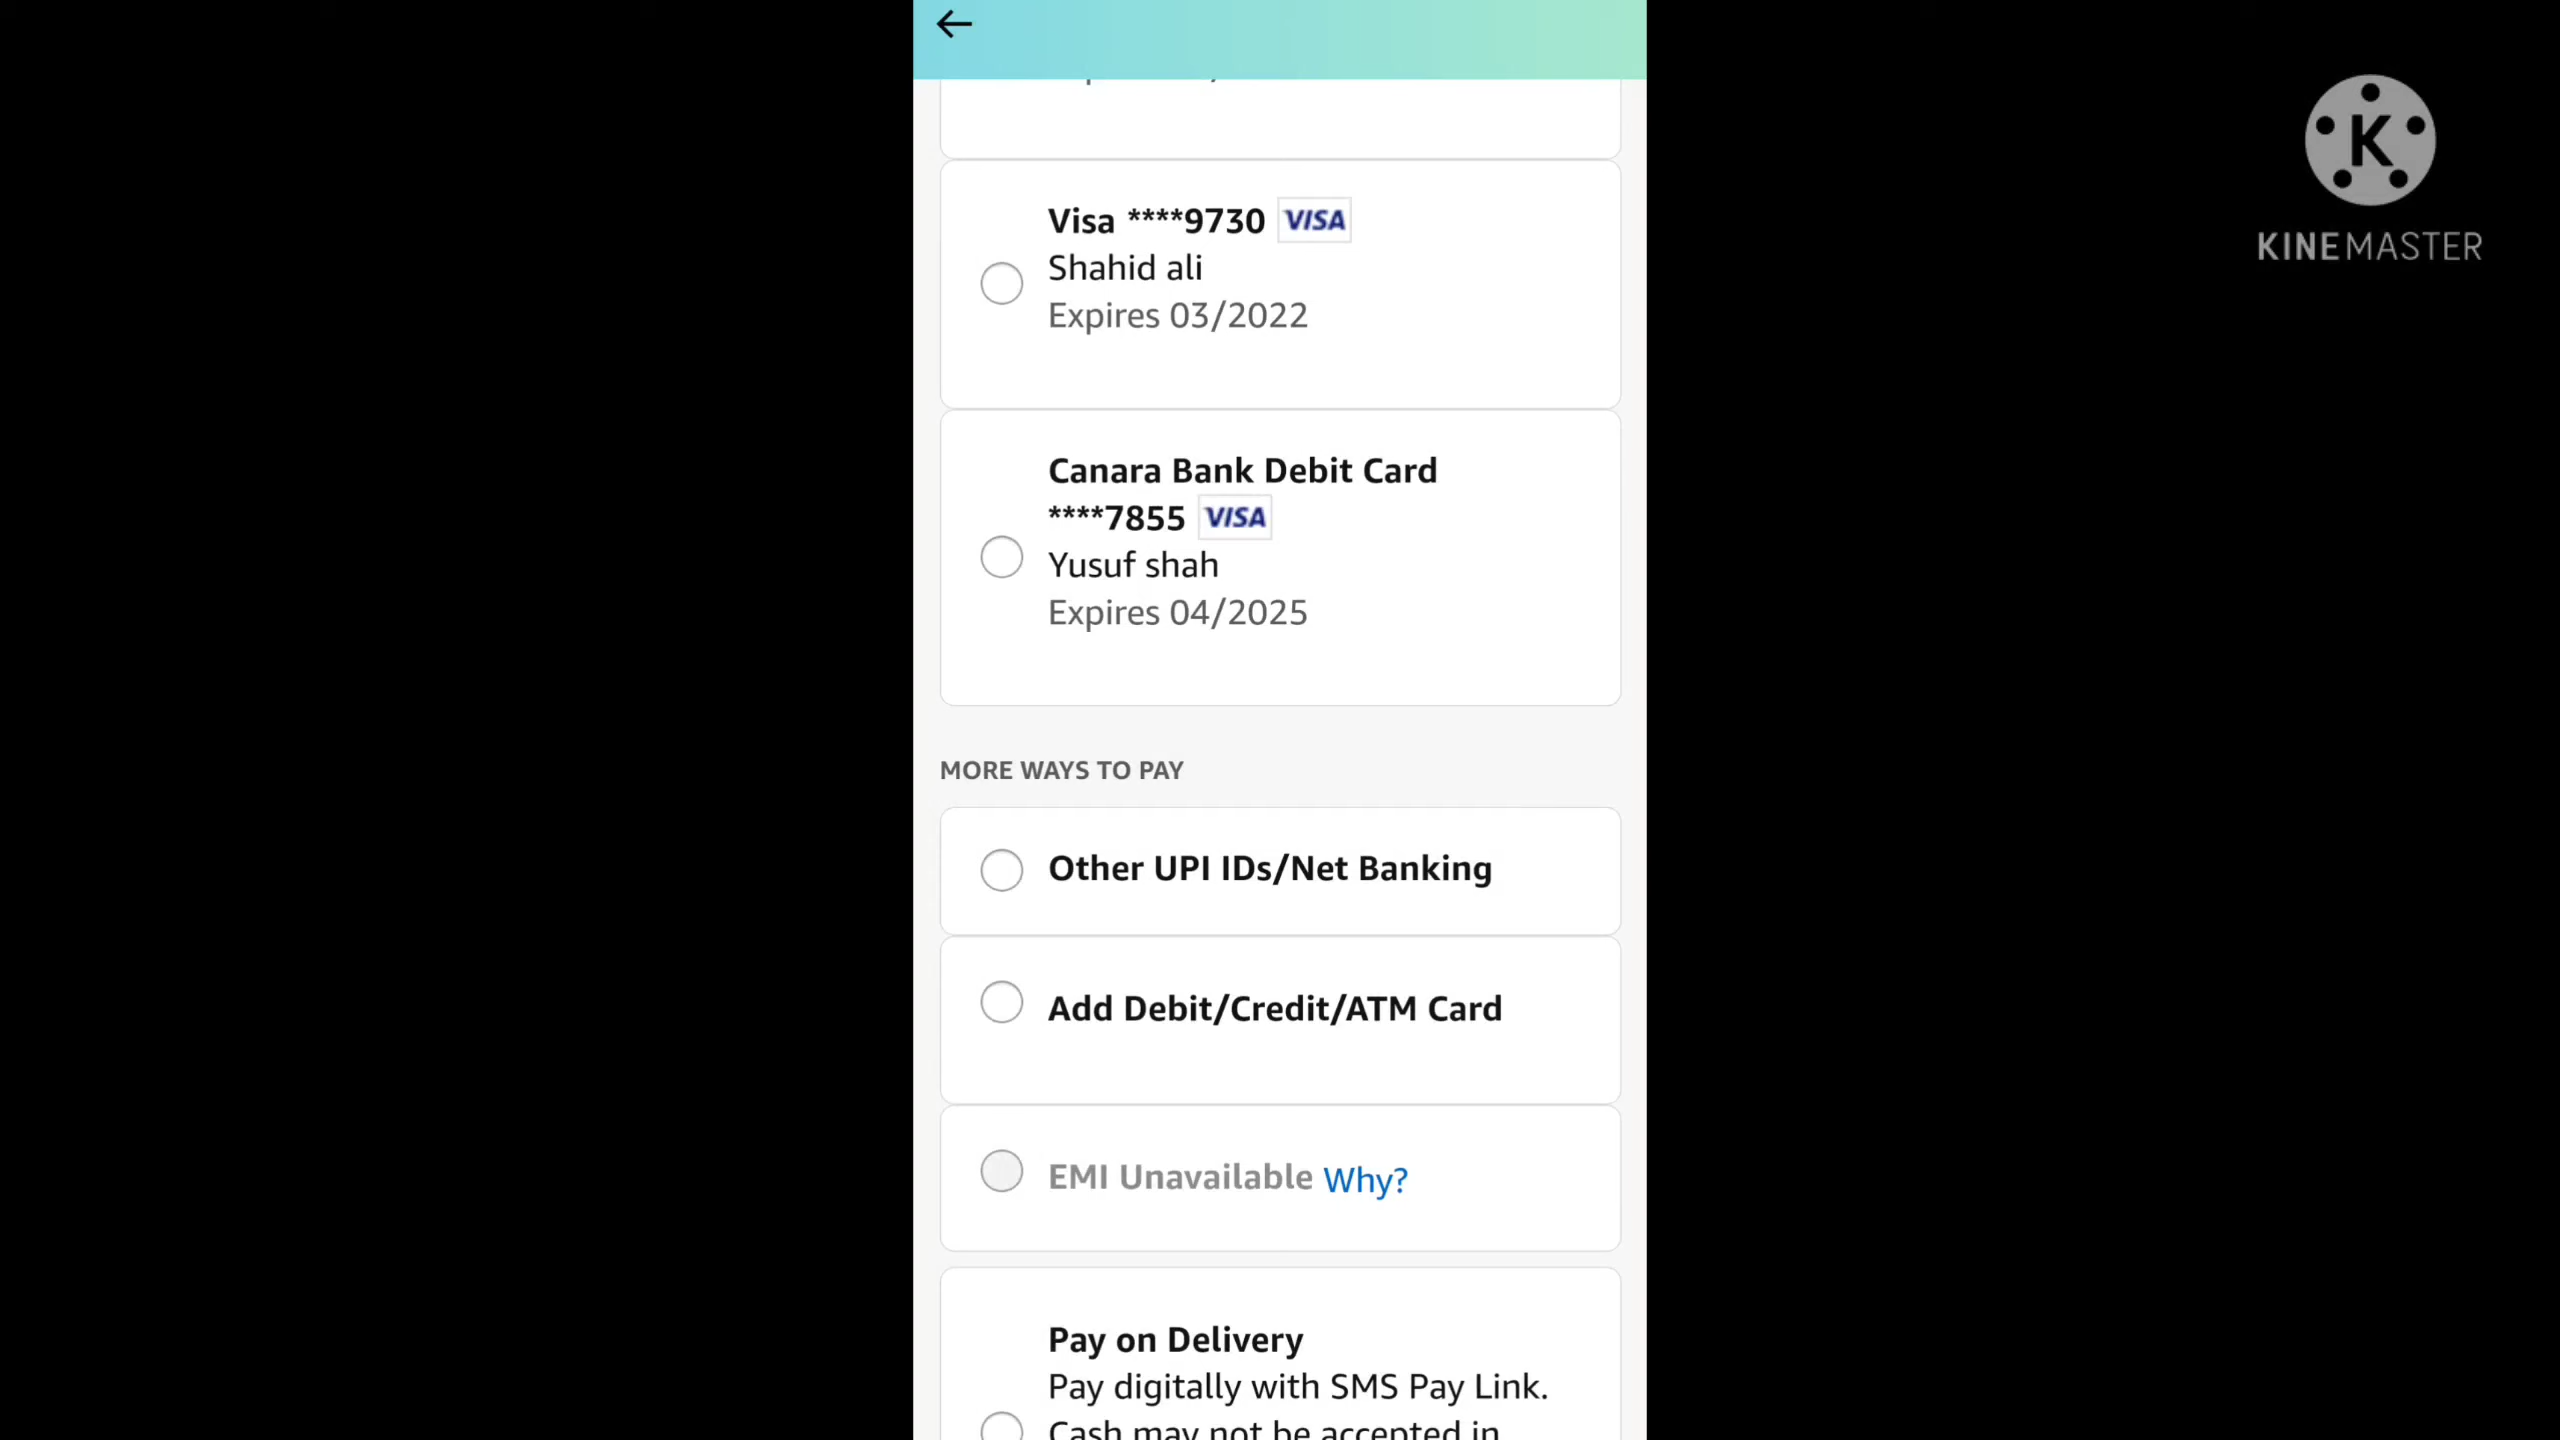 Visa ****9730 VISA
Shahid ali
Expires 03/2022
Canara Bank Debit Card
****7855 VISA
Yusuf shah
Expires 04/2025
MORE WAYS TO PAY
Other UPI IDs/Net Banking
Add Debit/Credit/ATM Card
EMI Unavailable Why?
Pay on Delivery
Pay digitally with SMS Pay Link.
Cash may not be accepted in
K
KINEMASTER